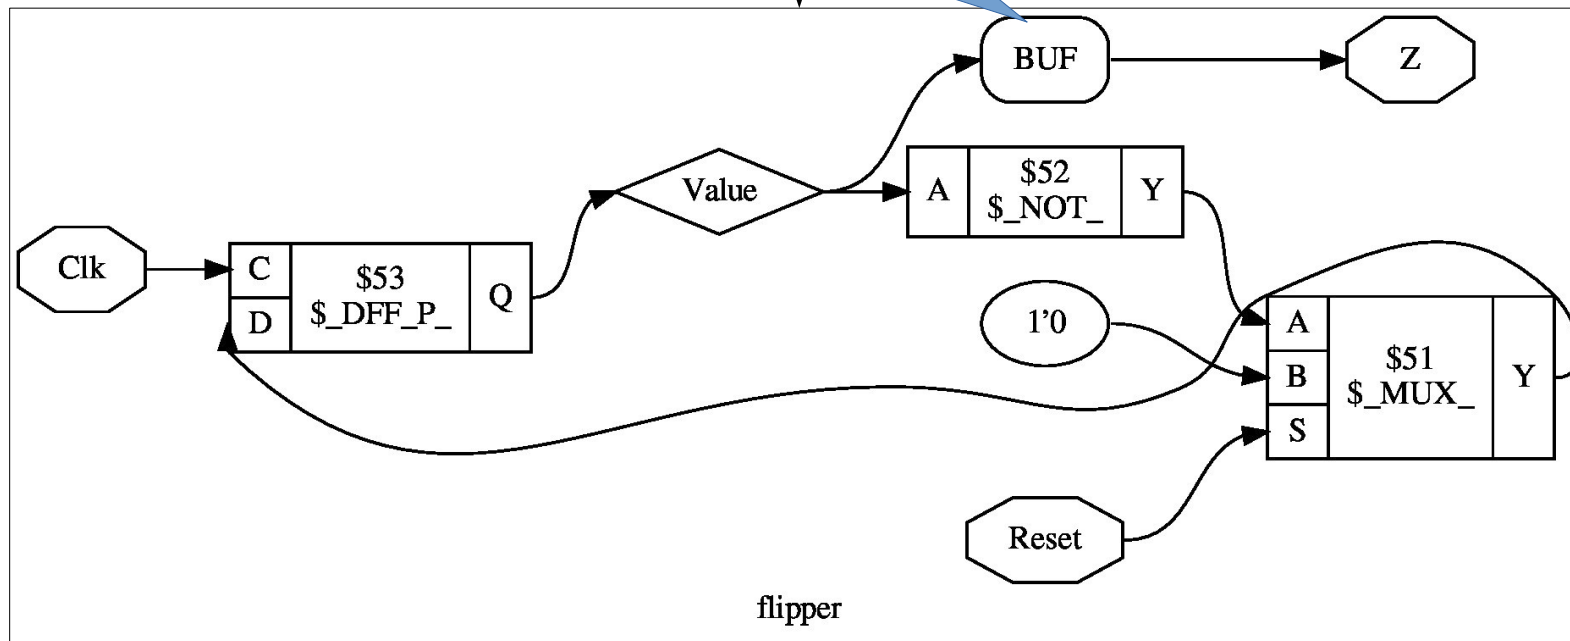 BUF
Z
Value
A
$52
$_NOT_
Y
Clk
C
D
$53
$_DFF_P_
Q
1'0
A
B
S
$51
$_MUX_
Y
Reset
flipper